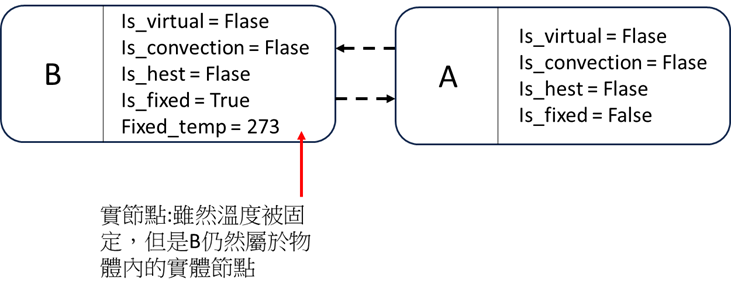 B
Is_virtual = Flase
Is_convection = Flase
Is_hest = Flase
Is_fixed = True
Fixed_temp = 273
A
Is_virtual = Flase
Is_convection = Flase
Is_hest = Flase
Is_fixed = False
實節點:雖然溫度被固
定，但是B仍然屬於物
體內的實體節點